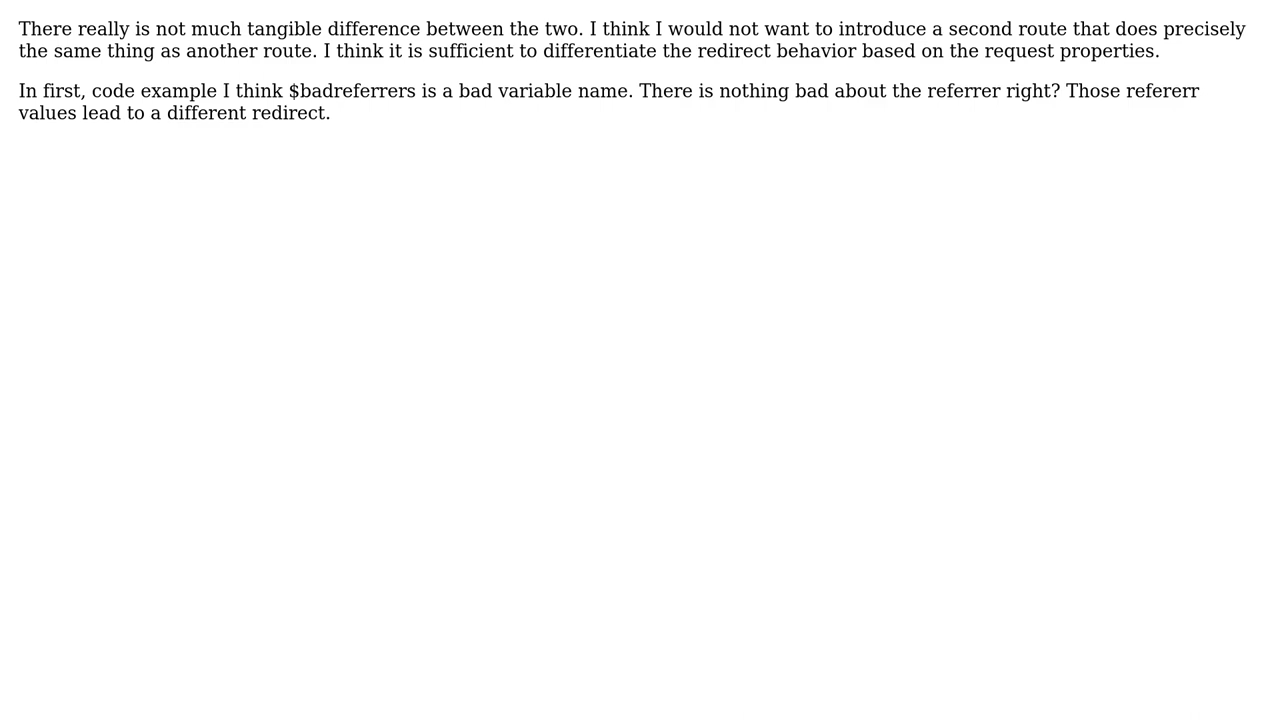 There really is not much tangible difference between the two. I think I would not want to introduce a second route that does precisely
the same thing as another route. I think it is sufficient to differentiate the redirect behavior based on the request properties.
In first, code example I think $badreferrers is a bad variable name. There is nothing bad about the referrer right? Those refererr
values lead to a different redirect.